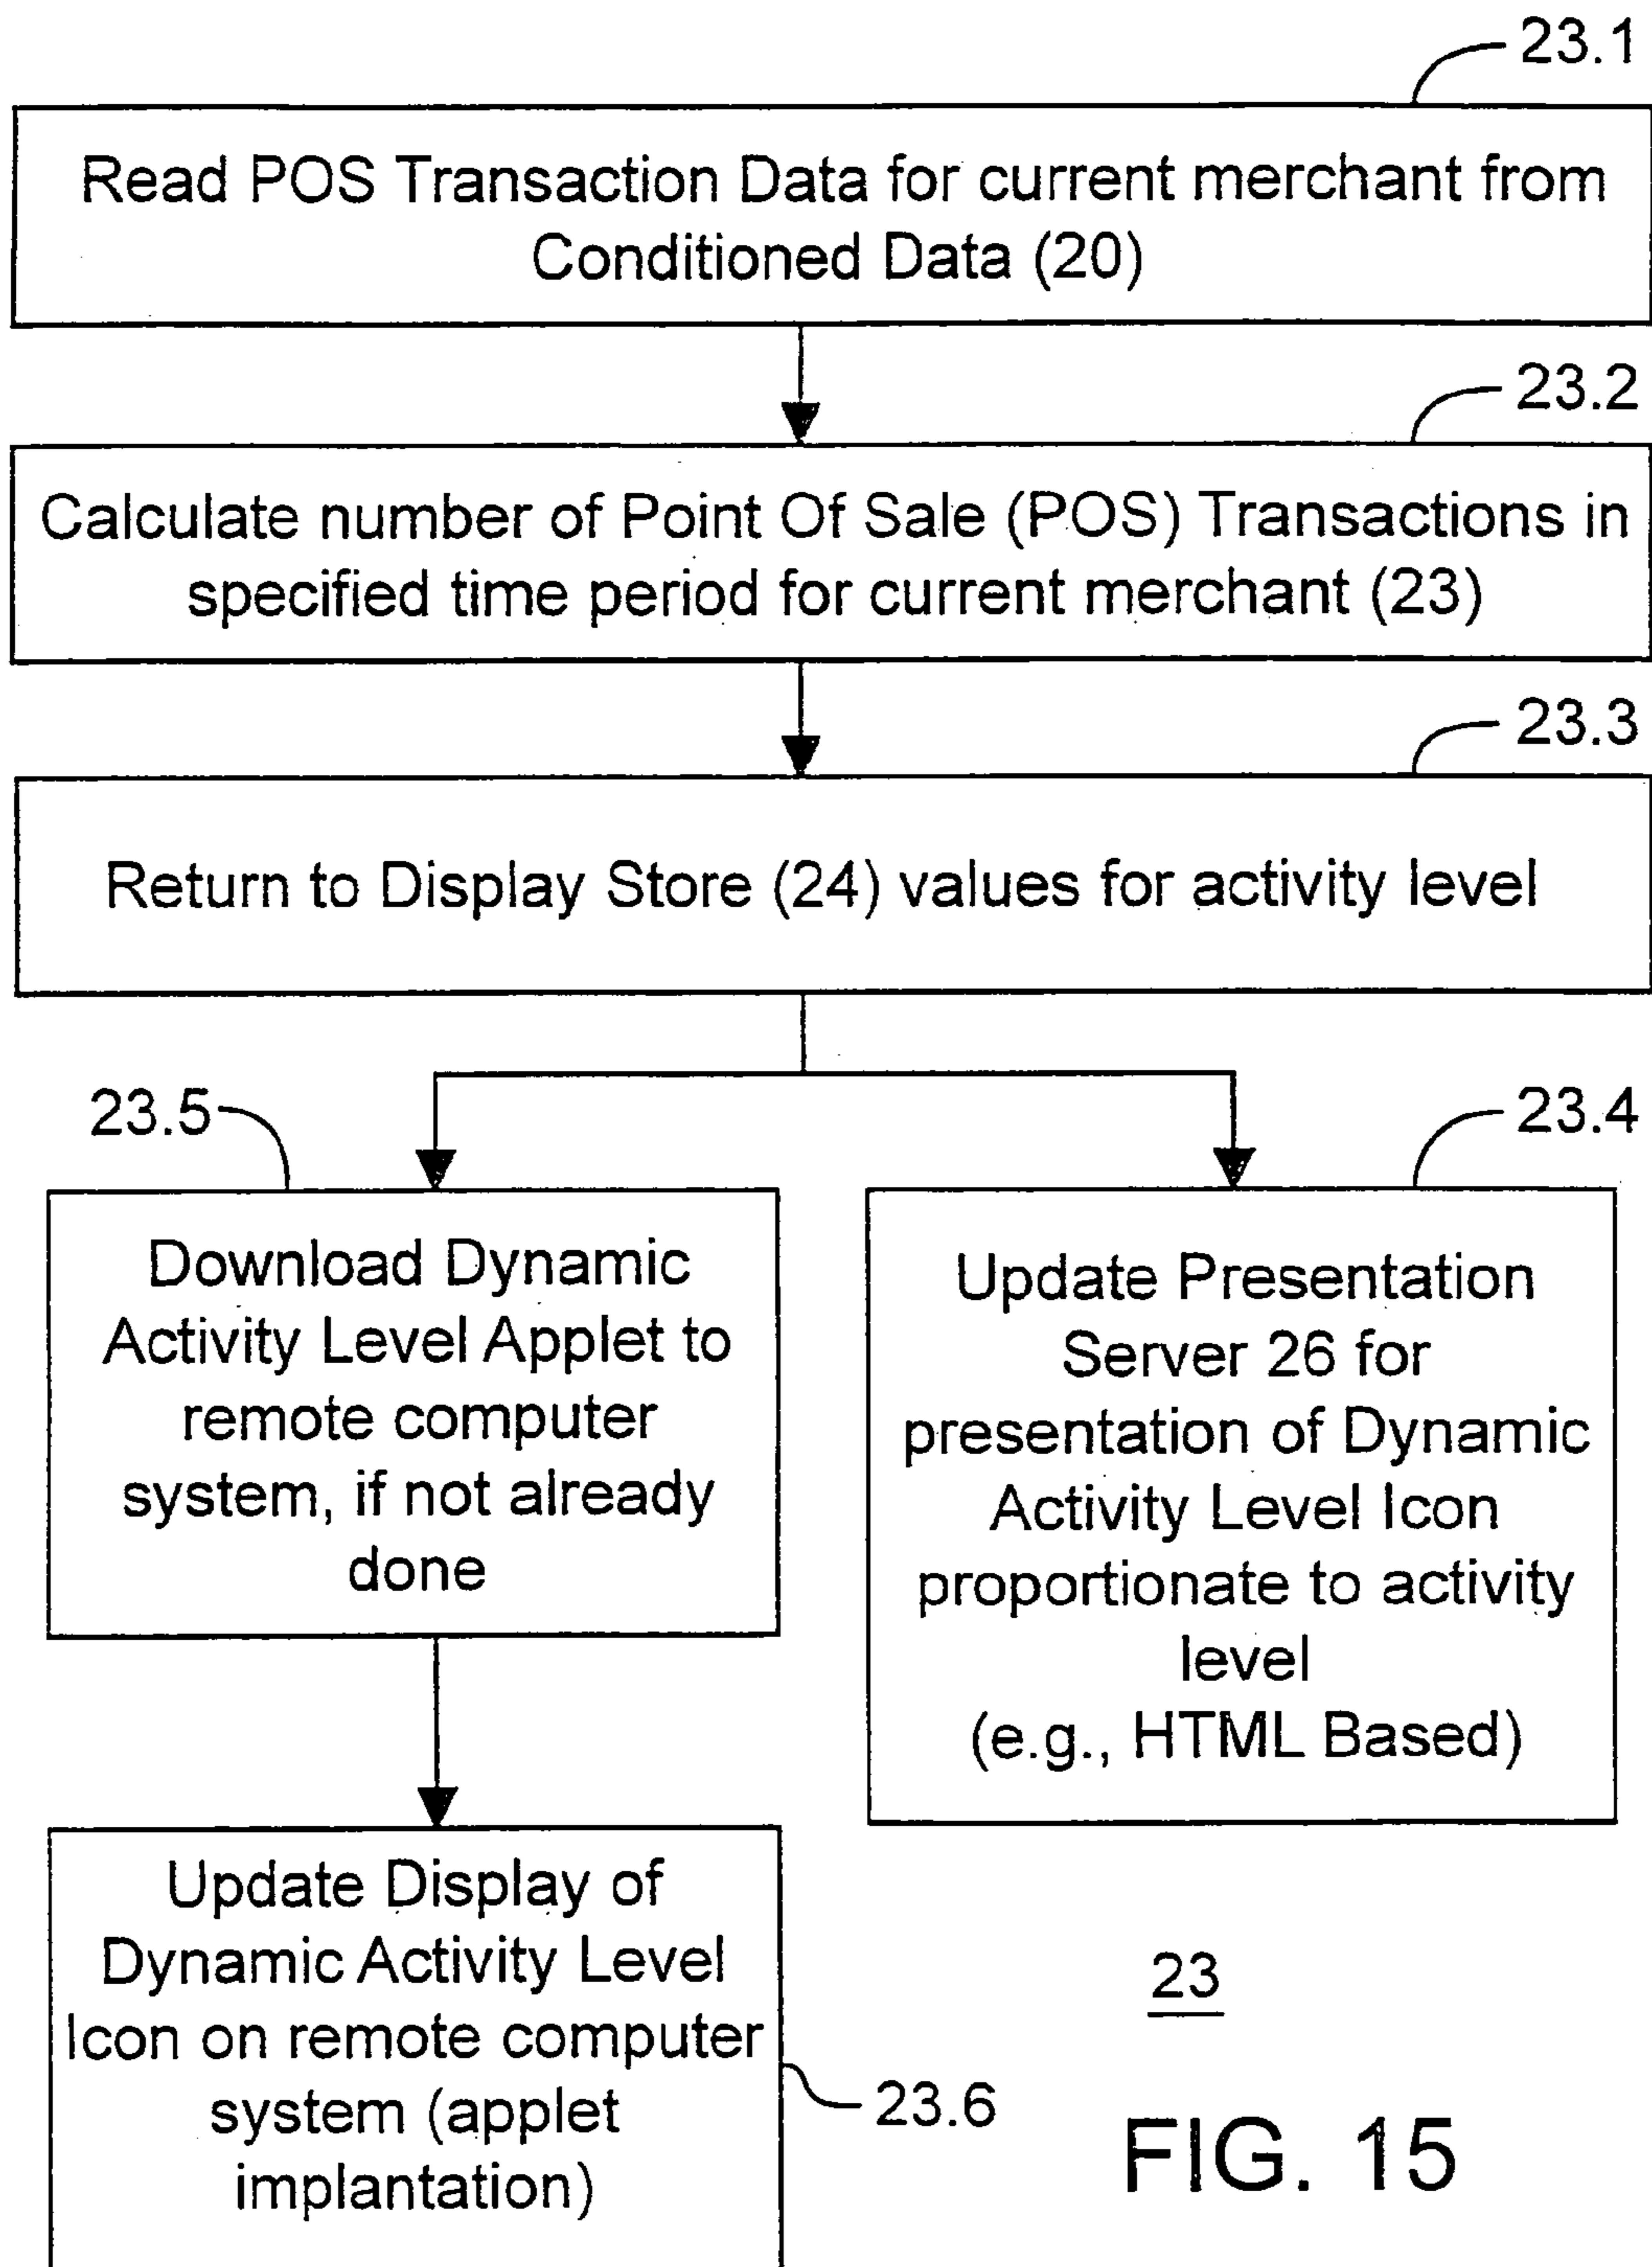 23.1
Read POS Transaction Data for current merchant from
Conditioned Data (20)
23.2
Calculate number of Point Of Sale (POS) Transactions in
specified time period for current merchant (23)
23.3
Return to Display Store (24) values for activity level
23.5
Download Dynamic
Activity Level Applet to
remote computer
system, if not already
done
23.4
Update Presentation
Server 26 for
presentation of Dynamic
Activity Level Icon
proportionate to activity
level
(e.g., HTML Based)
Update Display of
Dynamic Activity Level
Icon on remote computer
system (applet
implantation)
23.6
23
FIG. 15